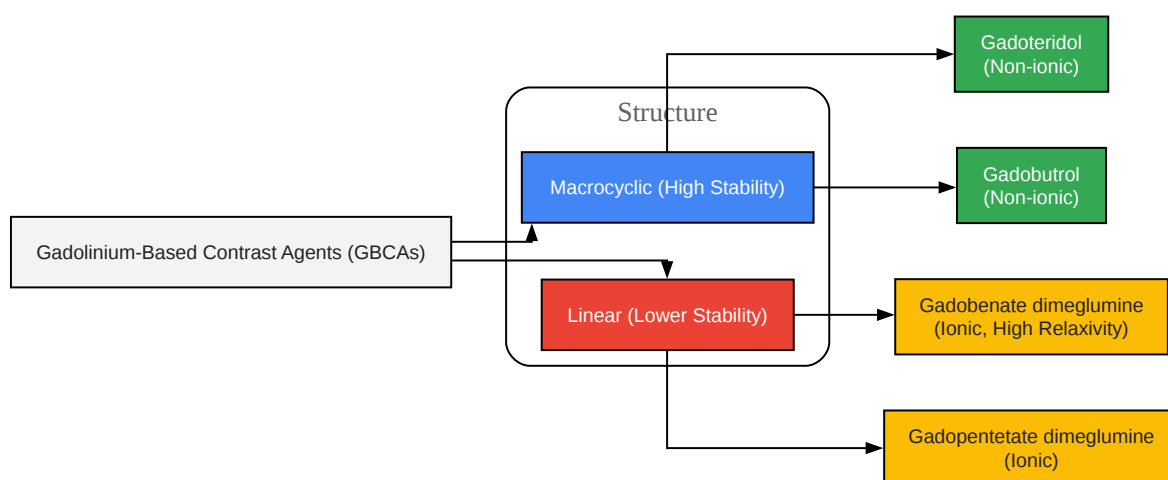 Gadoteridol
(Non-ionic)
Structure
Macrocyclic (High Stability)
Gadobutrol
(Non-ionic)
Gadolinium-Based Contrast Agents (GBCAs)
Linear (Lower Stability)
Gadobenate dimeglumine
(Ionic, High Relaxivity)
Gadopentetate dimeglumine
(Ionic)